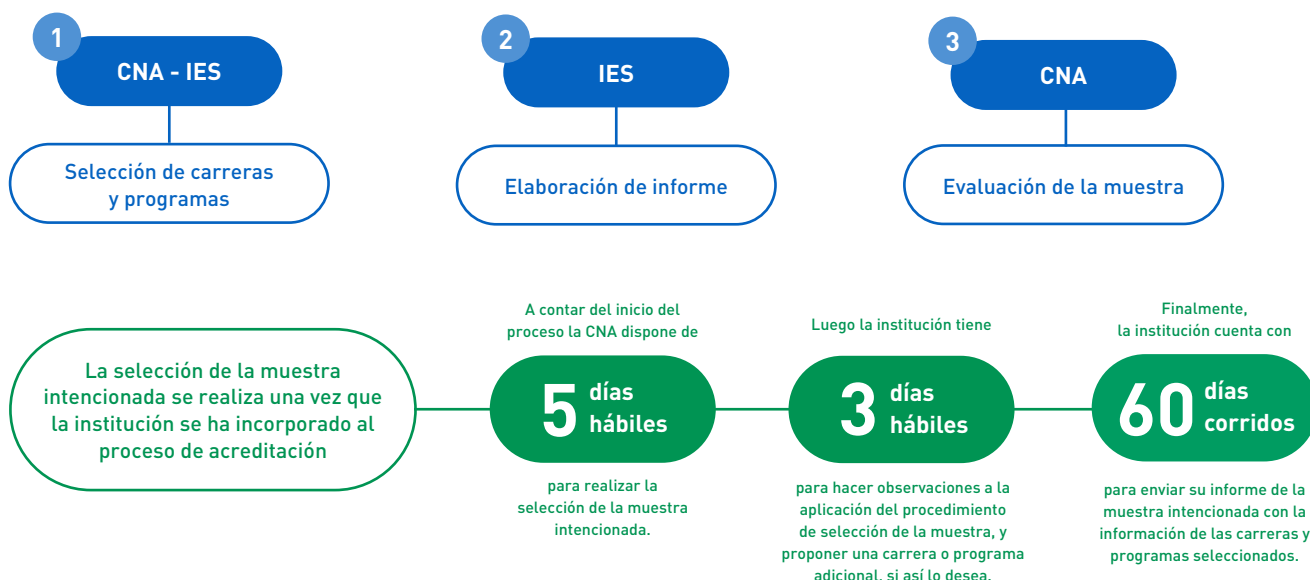 1
CNA - IES
Selección de carreras
y programas
2
IES
Elaboración de informe
3
CNA
Evaluación de la muestra
La selección de la muestra
intencionada se realiza una vez que
la institución se ha incorporado al
proceso de acreditación
A contar del inicio del
proceso la CNA dispone de
5 días
hábiles
para realizar la
selección de la muestra
intencionada.
Luego la institución tiene
3 días
hábiles
para hacer observaciones a la
aplicación del procedimiento
de selección de la muestra, y
proponer una carrera o programa
adicional, si así lo desea.
Finalmente,
la institución cuenta con
60 días
corridos
para enviar su informe de la
muestra intencionada con la
información de las carreras y
programas seleccionados.